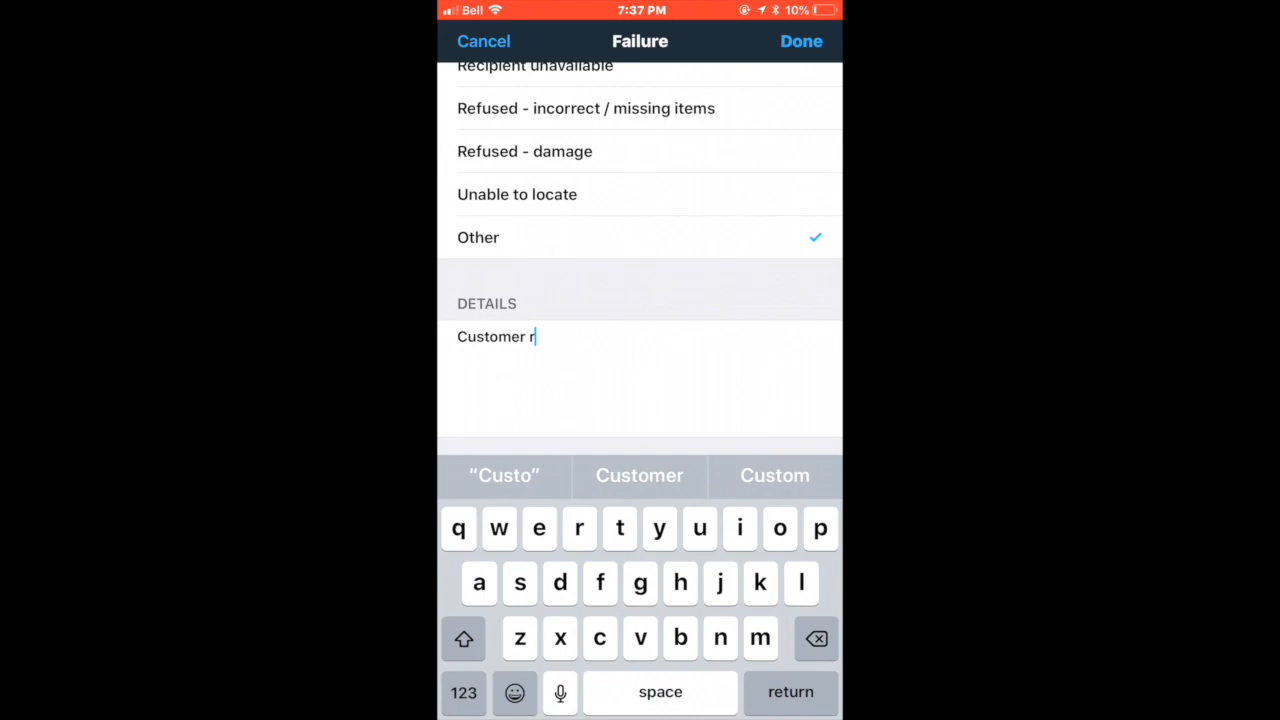 Bell 7:37 PM 10%
Cancel Failure Done
Recipient unavailable
Refused - incorrect / missing items
Refused - damage
Unable to locate
Other
DETAILS
Customer r
“Custo” Customer Custom
q w e r t y u i o p
a s d f g h j k l
z x c v b n m
123 space return